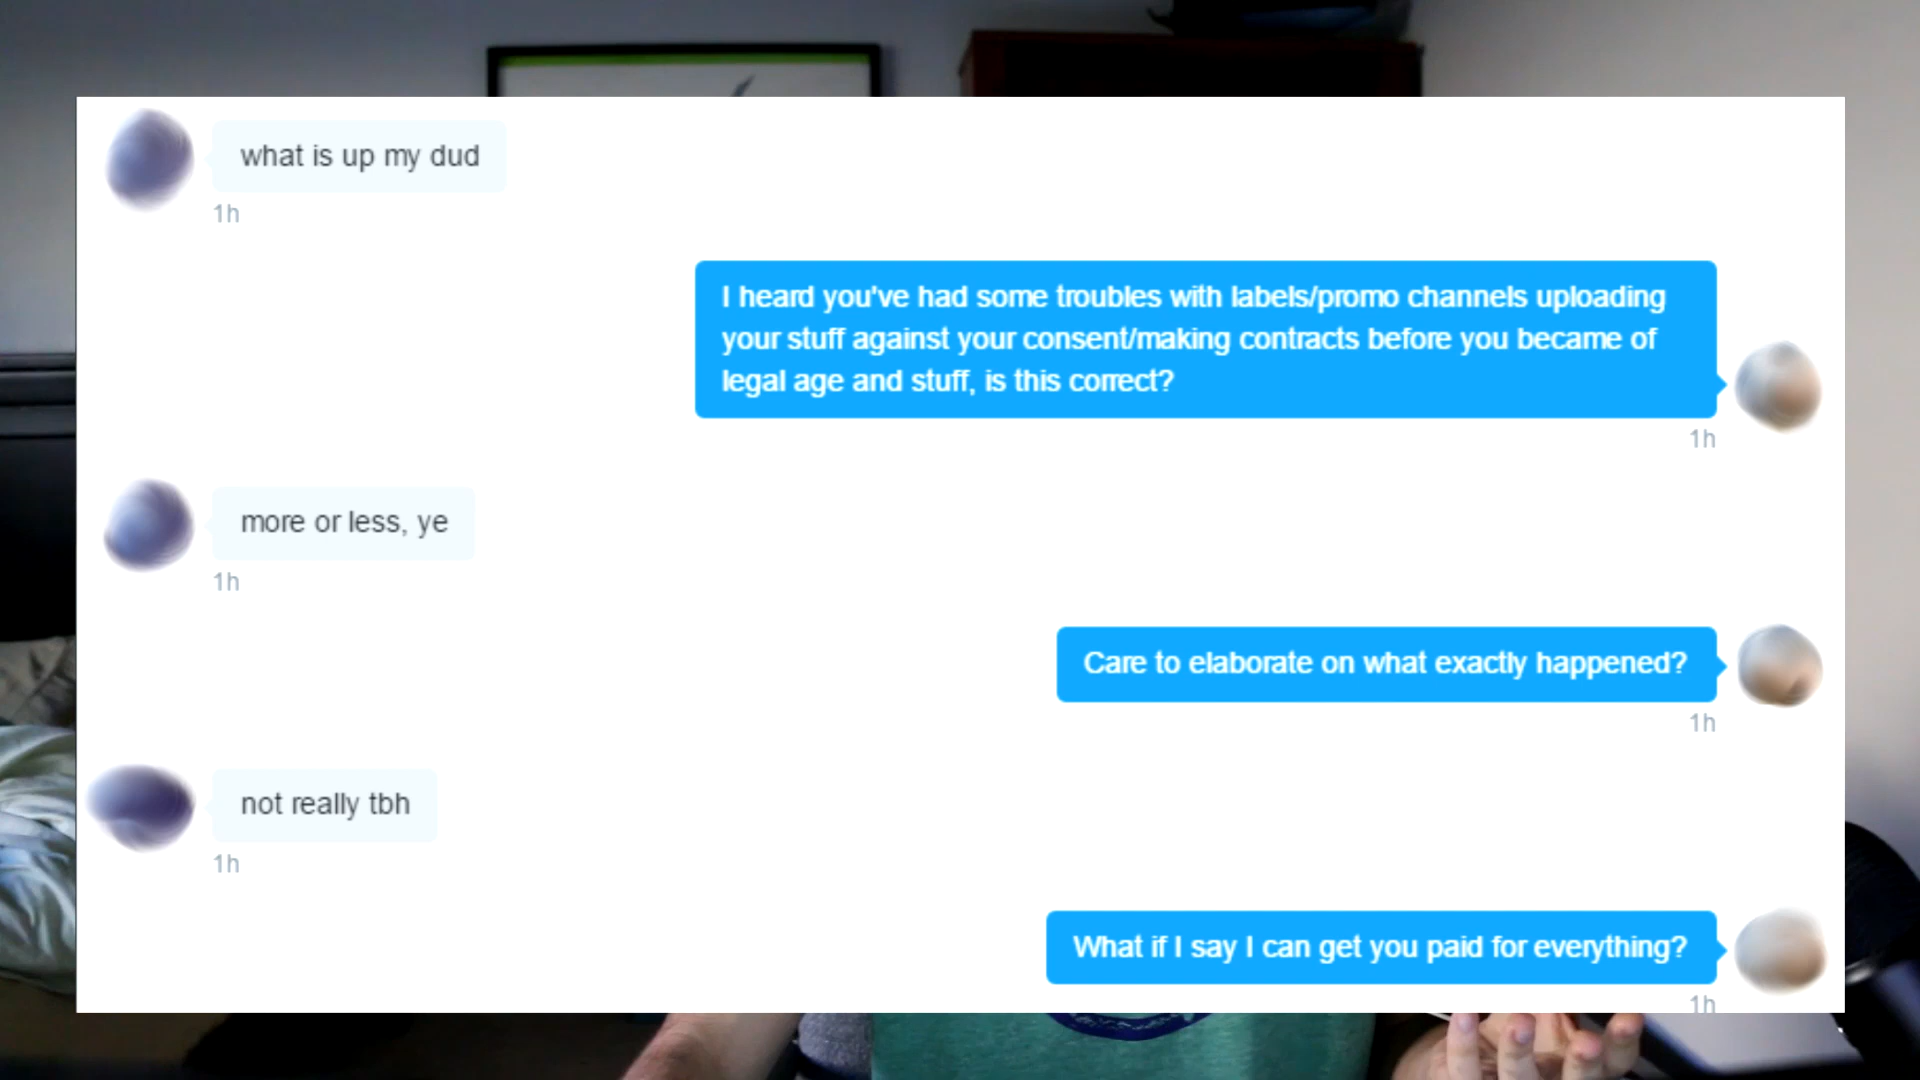 what is up my dud
1h
I heard you've had some troubles with labels/promo channels uploading
your stuff against your consent/making contracts before you became of
legal age and stuff, is this correct?
1h
more or less, ye
1h
Care to elaborate on what exactly happened?
1h
not really tbh
1h
What if I say I can get you paid for everything?
1h